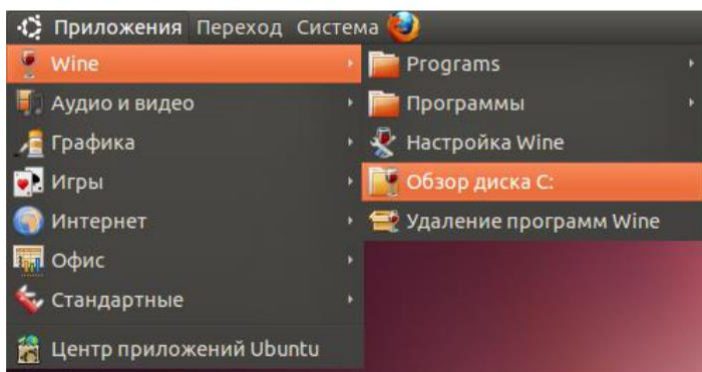 Приложения Переход Система
Wine
Аудио и видео
Графика
Игры
Интернет
Офис
Стандартные
Центр приложений Ubuntu
Programs
Программы
Настройка Wine
Обзор диска C:
Удаление программ Wine